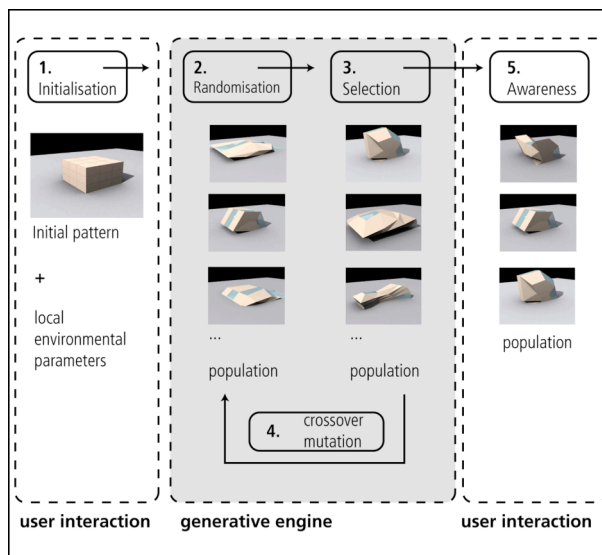 1.
Initialisation
2.
Randomisation
3.
Selection
5.
Awareness
Initial pattern
+
local
environmental
parameters
...
population
...
population
population
4.
crossover
mutation
user interaction
generative engine
user interaction